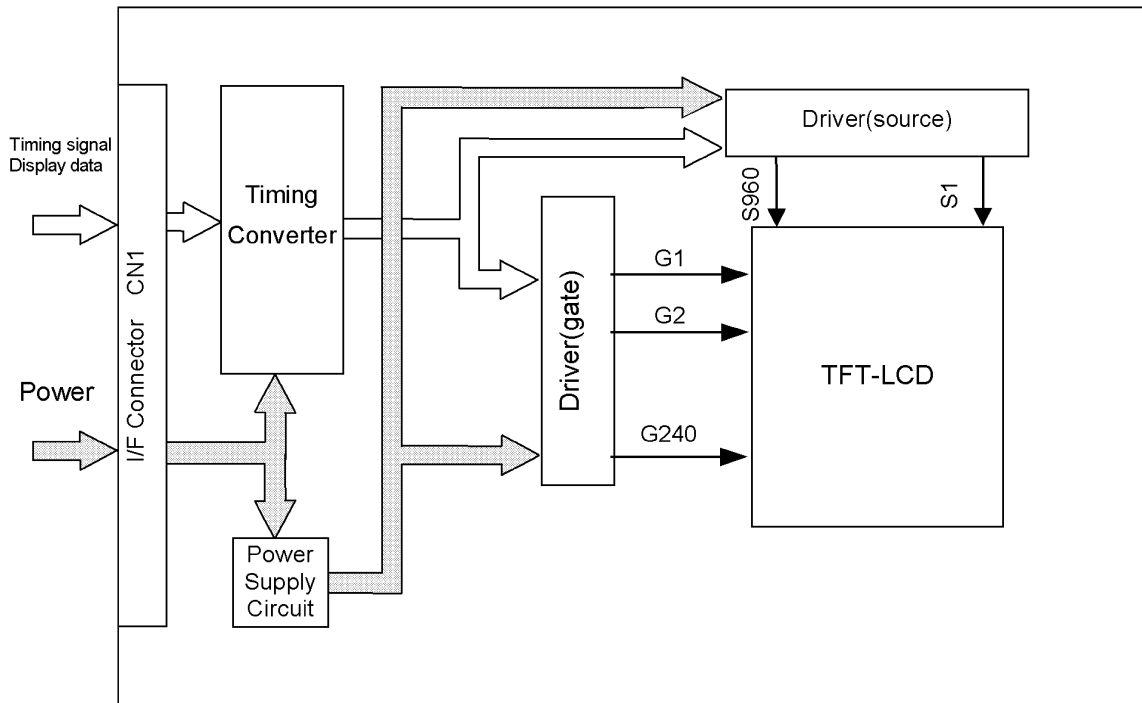 Timing signal
Display data
Power
I/F Connector CN1
Timing
Converter
Power
Supply
Circuit
Driver(source)
S960
S1
Driver(gate)
G1
G2
G240
TFT-LCD